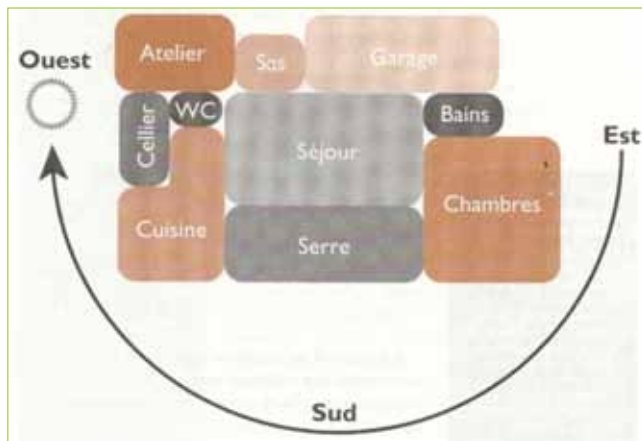 Ouest
Atelier
Sas
Garage
Cellier
WC
Séjour
Bains
Est
Cuisine
Serre
Chambres
Sud